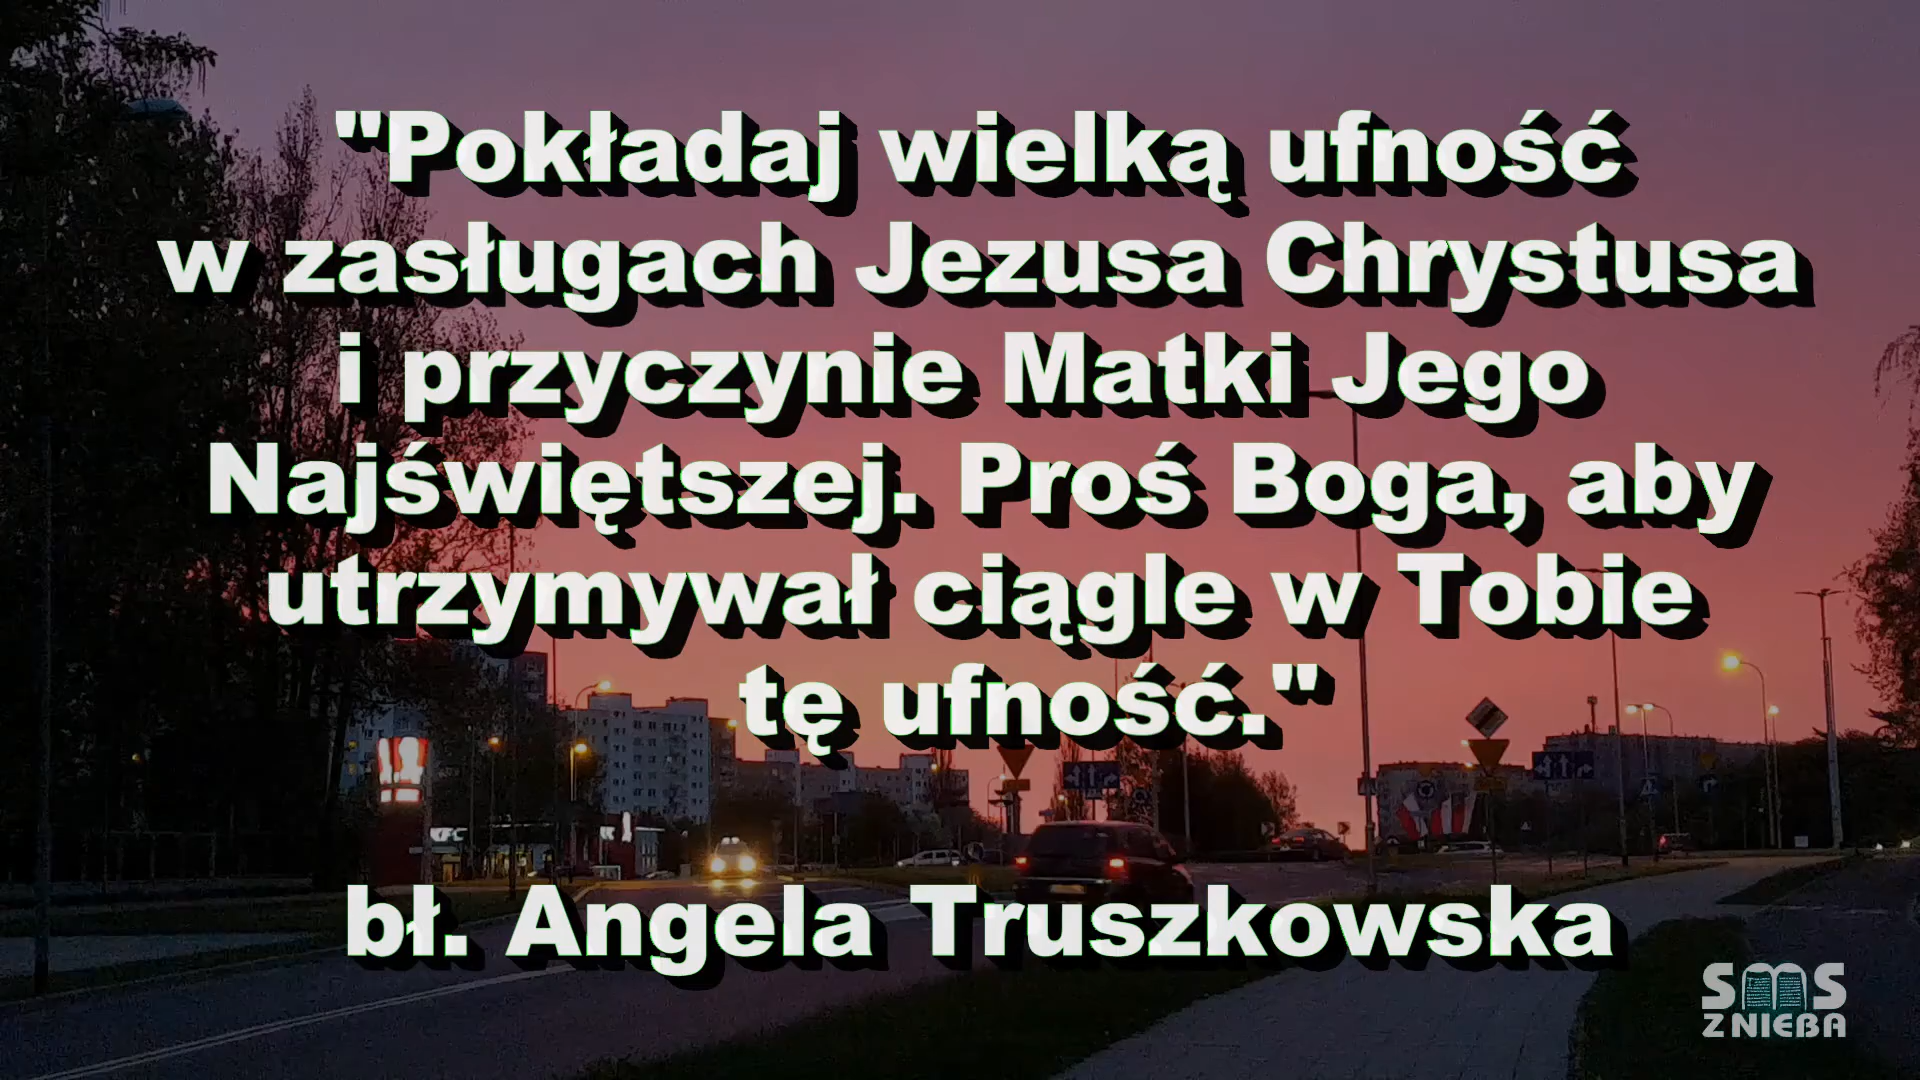 "Pokładaj wielką ufność
w zasługach Jezusa Chrystusa
i przyczynie Matki Jego
Najświętszej. Proś Boga, aby
utrzymywał ciągle w Tobie
tę ufność."
KFC
bł. Angela Truszkowska
SMS
Z NIEBA